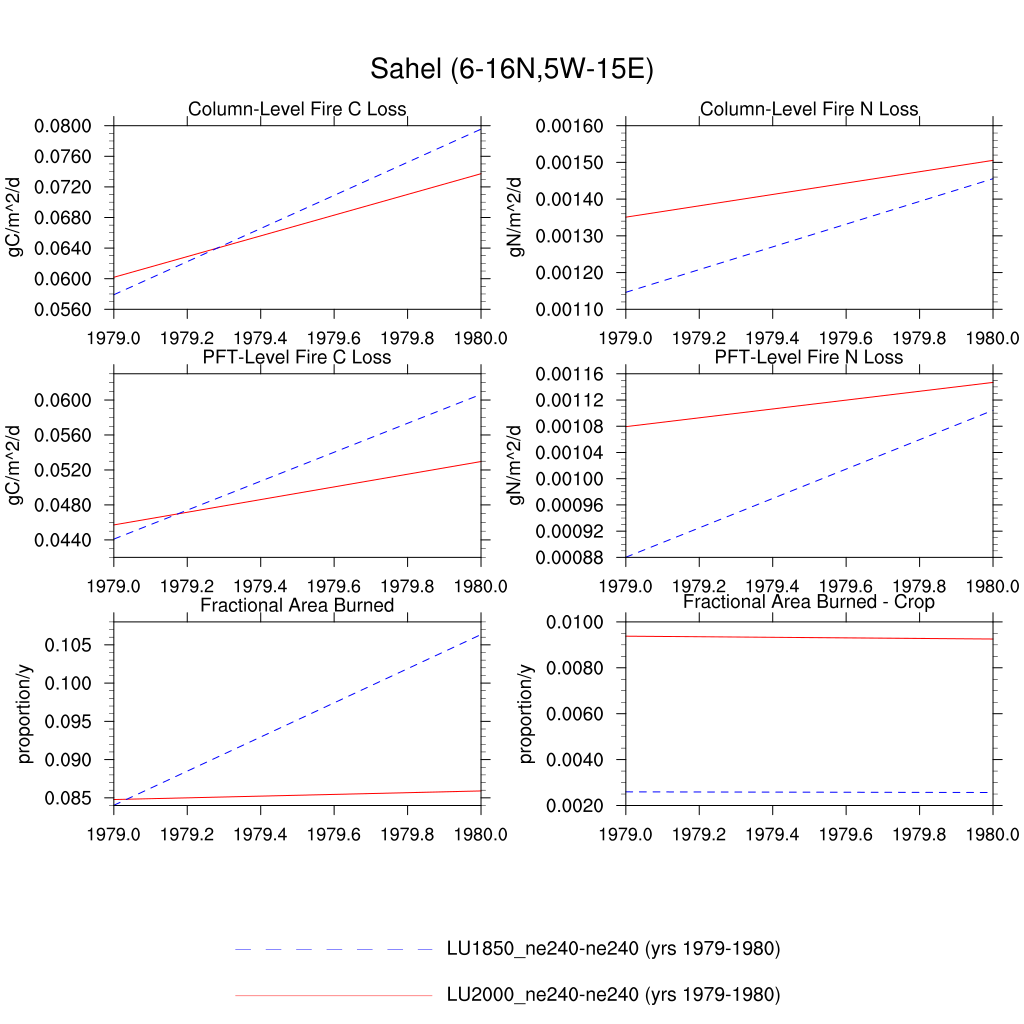 Sahel (6-16N,5W-15E)
Column-Level Fire C Loss
gC/m^2/d
0.0800
0.0760
0.0720
0.0680
0.0640
0.0600
0.0560
1979.0 1979.2 1979.4 1979.6 1979.8 1980.0
Column-Level Fire N Loss
gN/m^2/d
0.00160
0.00150
0.00140
0.00130
0.00120
0.00110
1979.0 1979.2 1979.4 1979.6 1979.8 1980.0
PFT-Level Fire C Loss
gC/m^2/d
0.0600
0.0560
0.0520
0.0480
0.0440
1979.0 1979.2 1979.4 1979.6 1979.8 1980.0
PFT-Level Fire N Loss
gN/m^2/d
0.00116
0.00112
0.00108
0.00104
0.00100
0.00096
0.00092
0.00088
1979.0 1979.2 1979.4 1979.6 1979.8 1980.0
Fractional Area Burned
proportion/y
0.105
0.100
0.095
0.090
0.085
1979.0 1979.2 1979.4 1979.6 1979.8 1980.0
Fractional Area Burned - Crop
proportion/y
0.0100
0.0080
0.0060
0.0040
0.0020
1979.0 1979.2 1979.4 1979.6 1979.8 1980.0
LU1850_ne240-ne240 (yrs 1979-1980)
LU2000_ne240-ne240 (yrs 1979-1980)